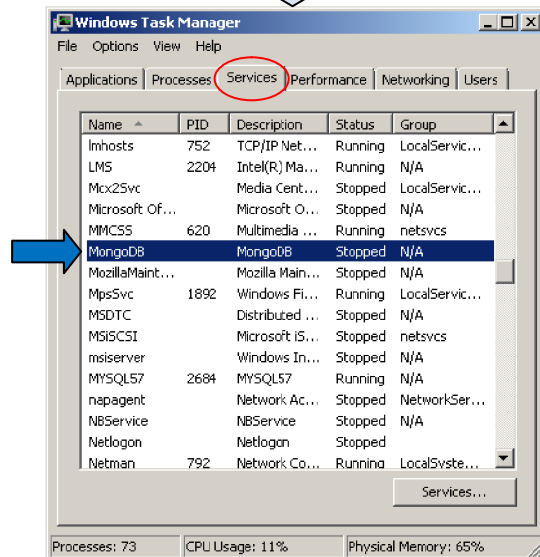 Windows Task Manager
File Options View Help
Applications Processes Services Performance Networking Users
Name PID Description Status Group
lmhosts 752 TCP/IP Net... Running LocalServic...
LMS 2204 Intel(R) Ma... Running N/A
Mcx2Svc Media Cent... Stopped LocalServic...
Microsoft Of... Microsoft O... Stopped N/A
MMCSS 620 Multimedia ... Running netsvcs
MongoDB MongoDB Stopped N/A
MozillaMaint... Mozilla Main... Stopped N/A
MpsSvc 1892 Windows Fi... Running LocalServic...
MSDTC Distributed ... Stopped N/A
MSiSCSI Microsoft iS... Stopped netsvcs
msiserver Windows In... Stopped N/A
MYSQL57 2684 MYSQL57 Running N/A
napagent Network Ac... Stopped NetworkSer...
NBService NBService Stopped N/A
Netlogon Netlogon Stopped
Netman 792 Network Co... Running LocalSyste...
Services...
Processes: 73 CPU Usage: 11% Physical Memory: 65%